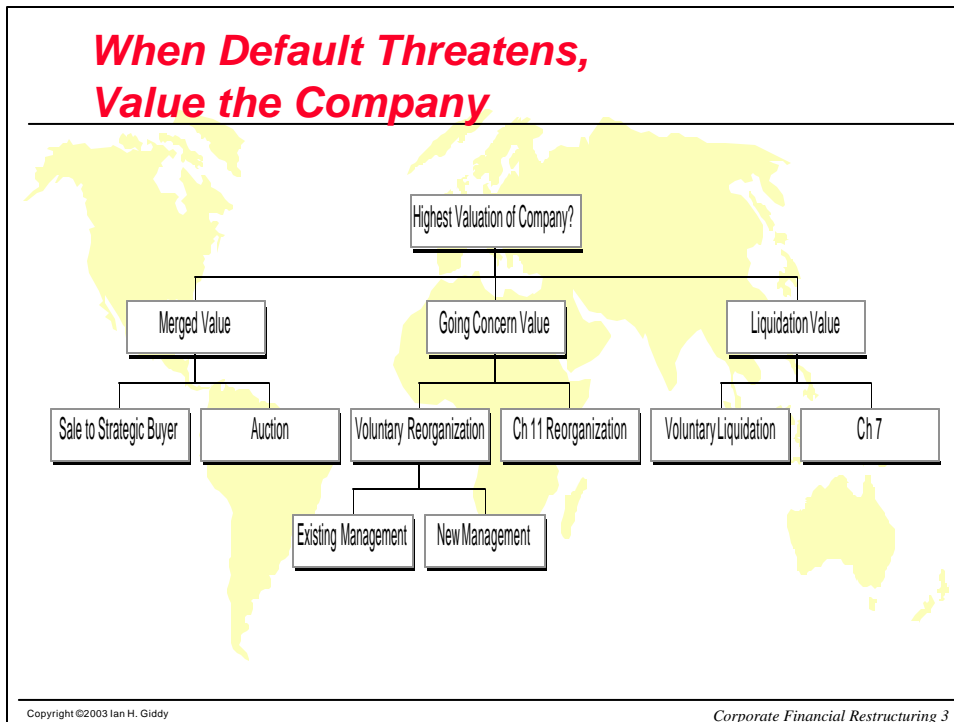 When Default Threatens,
Value the Company
Highest Valuation of Company?
Merged Value
Going Concern Value
Liquidation Value
Sale to Strategic Buyer
Auction
Voluntary Reorganization
Ch 11 Reorganization
Voluntary Liquidation
Ch 7
Existing Management
New Management
Copyright ©2003 Ian H. Giddy
Corporate Financial Restructuring 3